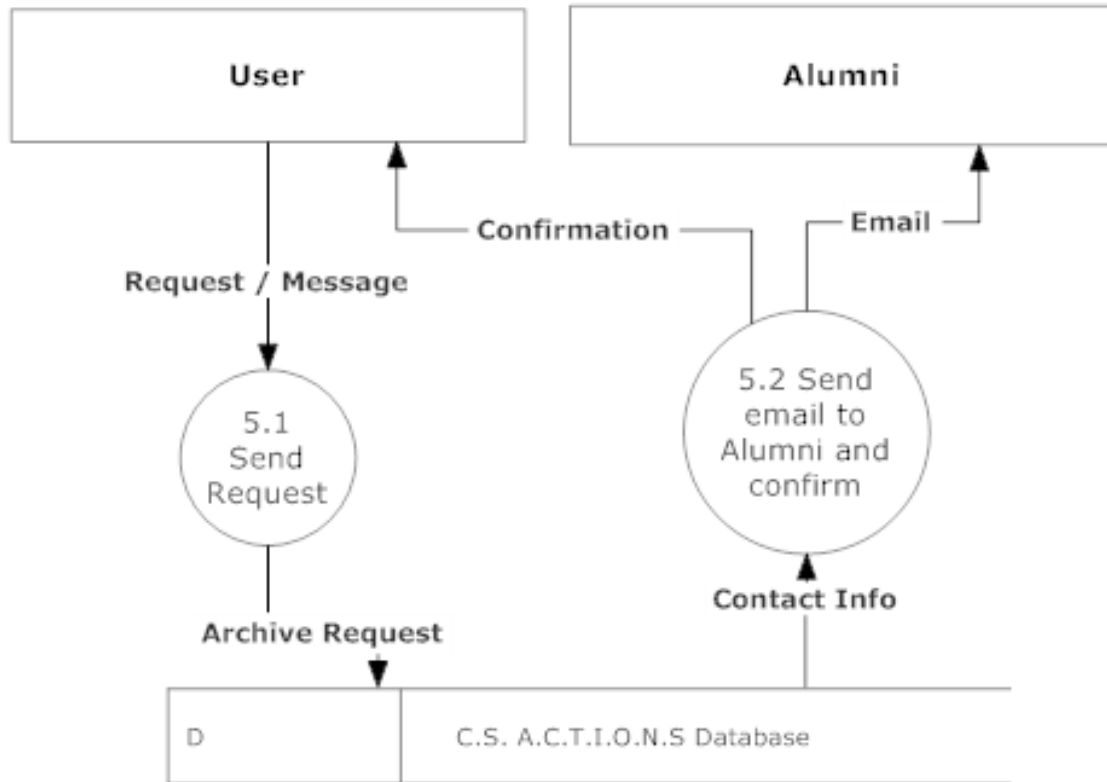 User
Alumni
Confirmation
Email
Request / Message
5.1
Send
Request
5.2 Send
email to
Alumni and
confirm
Contact Info
Archive Request
D
C.S. A.C.T.I.O.N.S Database